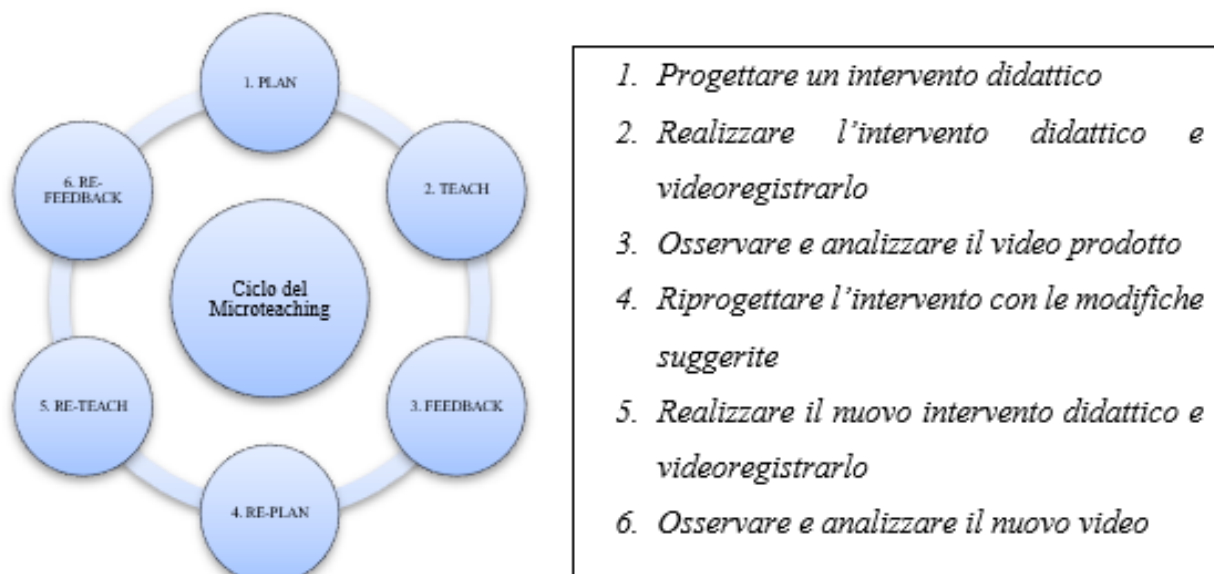 1. PLAN
2. TEACH
3. FEEDBACK
4. RE-PLAN
5. RE-TEACH
6. RE-
FEEDBACK
Ciclo del
Microteaching
1. Progettare un intervento didattico
2. Realizzare l’intervento didattico e
videoregistrarlo
3. Osservare e analizzare il video prodotto
4. Riprogettare l’intervento con le modifiche
suggerite
5. Realizzare il nuovo intervento didattico e
videoregistrarlo
6. Osservare e analizzare il nuovo video